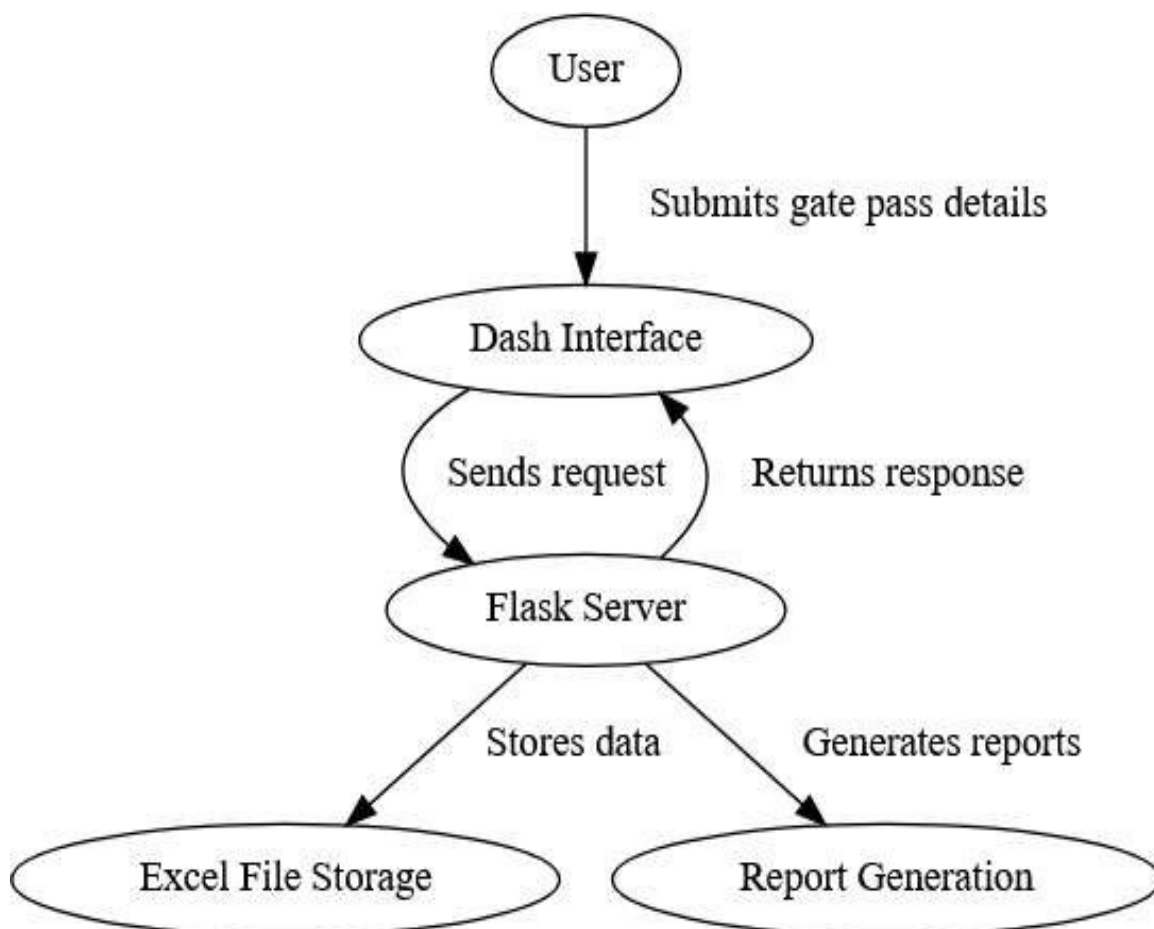 User
Submits gate pass details
Dash Interface
Sends request
Returns response
Flask Server
Stores data
Generates reports
Excel File Storage
Report Generation